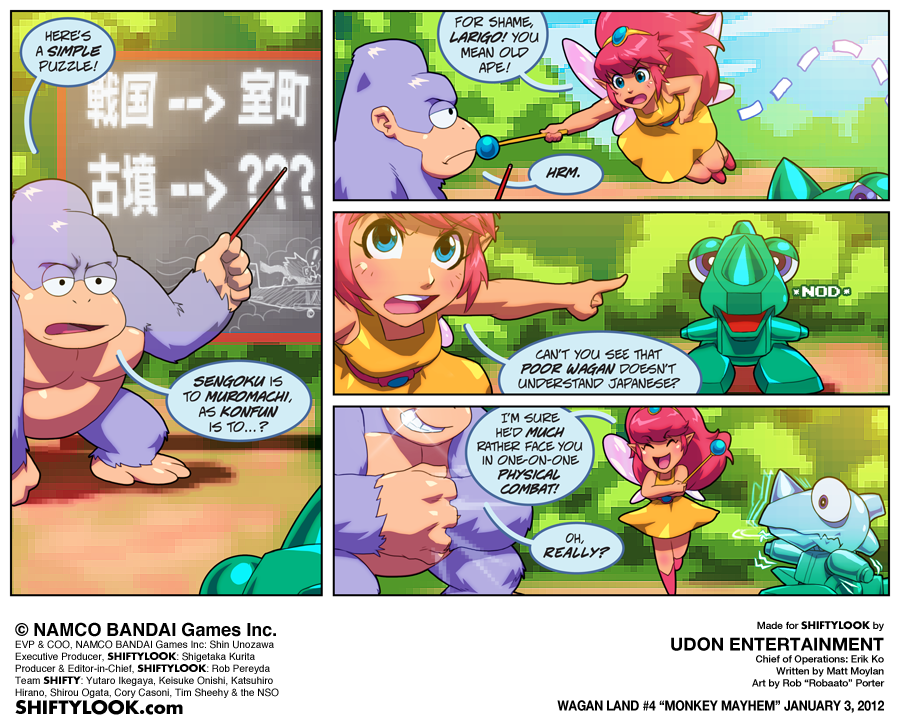 HERE'S
A SIMPLE
PUZZLE!
戦国 --> 室町
古墳 --> ???
SENGOKU IS
TO MUROMACHI,
AS KONFUN
IS TO...?
FOR SHAME,
LARIGO! YOU
MEAN OLD
APE!
HRM.
CAN'T YOU SEE THAT
POOR WAGAN DOESN'T
UNDERSTAND JAPANESE?
*NOD*
I'M SURE
HE'D MUCH
RATHER FACE YOU
IN ONE-ON-ONE
PHYSICAL
COMBAT!
OH,
REALLY?
© NAMCO BANDAI Games Inc.
EVP & COO, NAMCO BANDAI Games Inc: Shin Unozawa
Executive Producer, SHIFTYLOOK: Shigetaka Kurita
Producer & Editor-in-Chief, SHIFTYLOOK: Rob Pereyda
Team SHIFTY: Yutaro Ikegaya, Keisuke Onishi, Katsuhiro
Hirano, Shirou Ogata, Cory Casoni, Tim Sheehy & the NSO
SHIFTYLOOK.com
Made for SHIFTYLOOK by
UDON ENTERTAINMENT
Chief of Operations: Erik Ko
Written by Matt Moylan
Art by Rob "Robaato" Porter
WAGAN LAND #4 "MONKEY MAYHEM" JANUARY 3, 2012